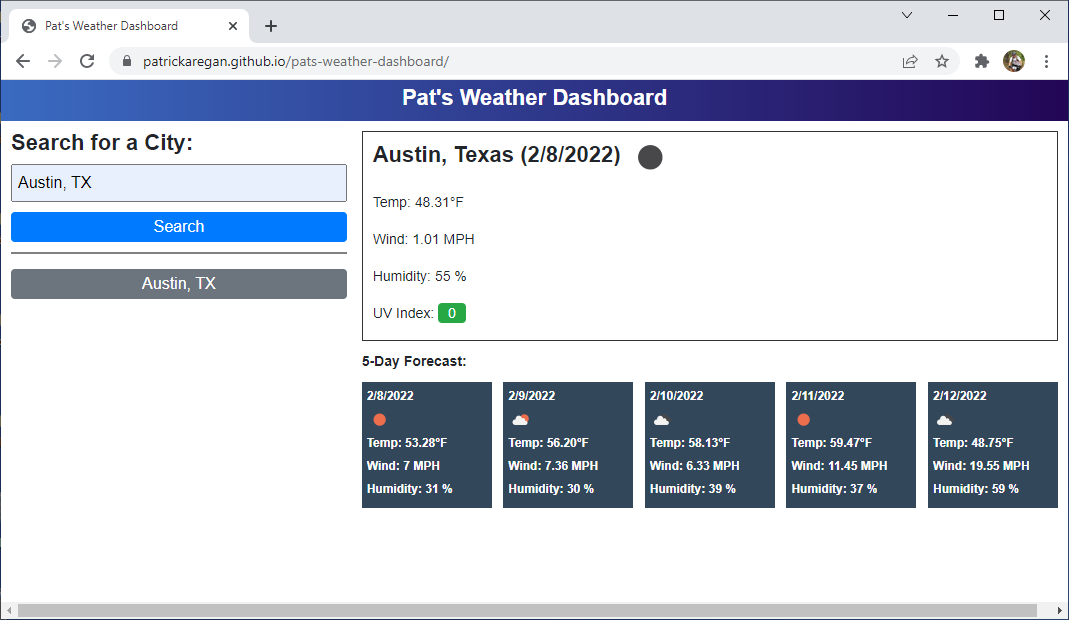 Pat's Weather Dashboard
patrickaregan.github.io/pats-weather-dashboard/
Pat's Weather Dashboard
Search for a City:
Austin, TX
Search
Austin, TX
Austin, Texas (2/8/2022)
Temp: 48.31°F
Wind: 1.01 MPH
Humidity: 55 %
UV Index: 0
5-Day Forecast:
2/8/2022
Temp: 53.28°F
Wind: 7 MPH
Humidity: 31 %
2/9/2022
Temp: 56.20°F
Wind: 7.36 MPH
Humidity: 30 %
2/10/2022
Temp: 58.13°F
Wind: 6.33 MPH
Humidity: 39 %
2/11/2022
Temp: 59.47°F
Wind: 11.45 MPH
Humidity: 37 %
2/12/2022
Temp: 48.75°F
Wind: 19.55 MPH
Humidity: 59 %